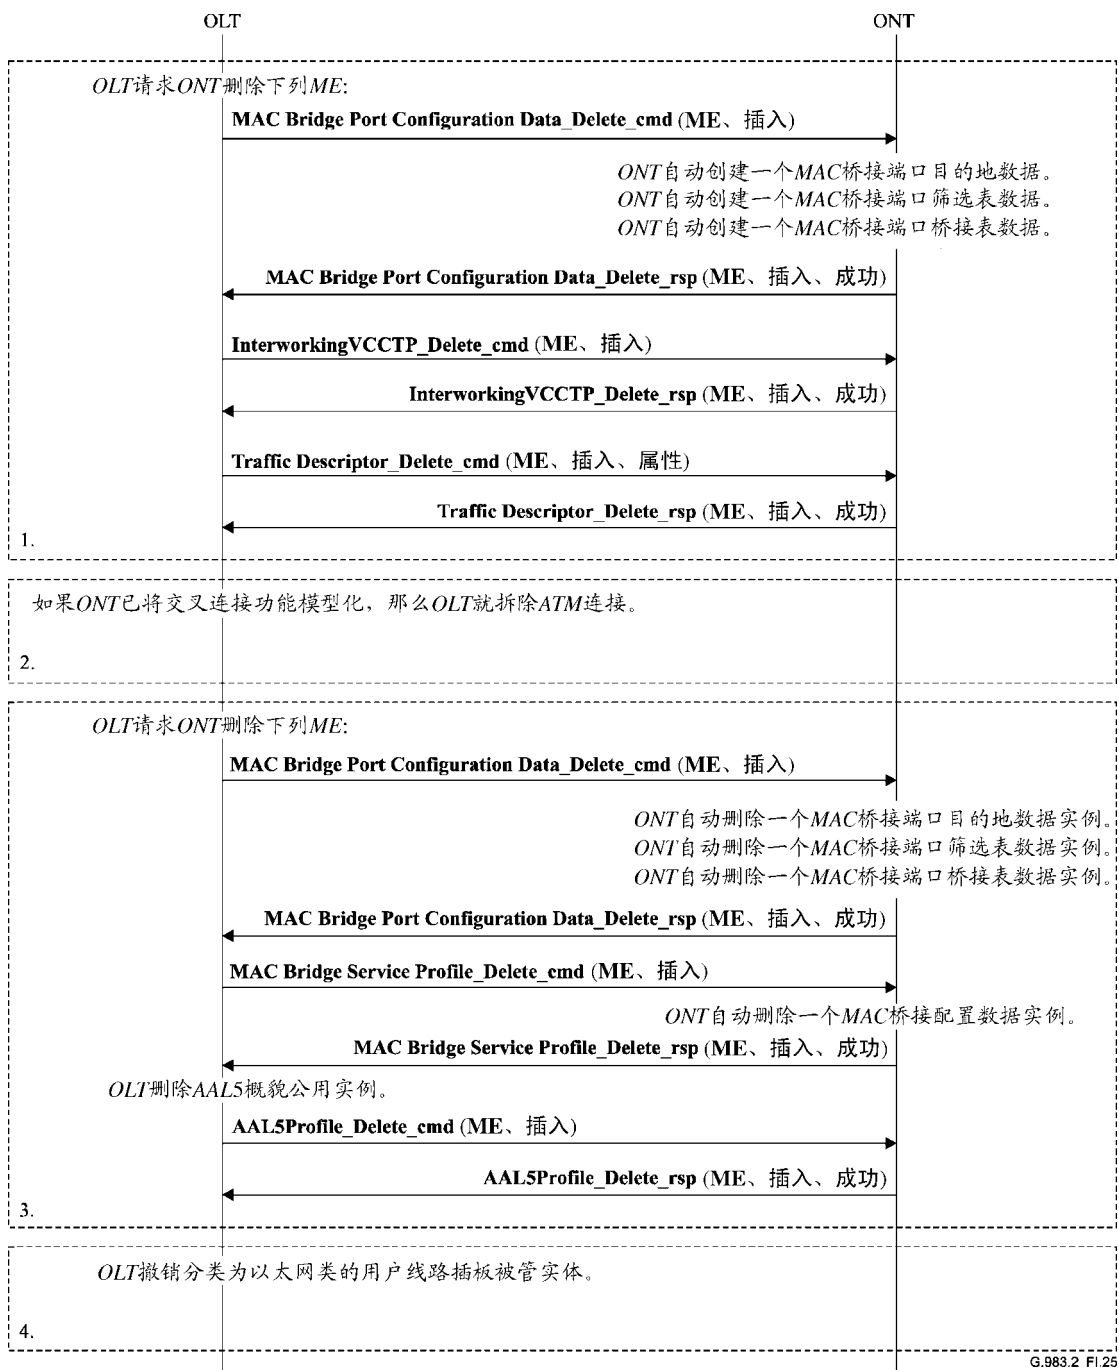 OLT
ONT
OLT请求ONT删除下列ME:
MAC Bridge Port Configuration Data_Delete_cmd (ME、插入)
ONT自动创建一个MAC桥接端口目的地数据。
ONT自动创建一个MAC桥接端口筛选表数据。
ONT自动创建一个MAC桥接端口桥接表数据。
MAC Bridge Port Configuration Data_Delete_rsp (ME、插入、成功)
InterworkingVCCTP_Delete_cmd (ME、插入)
InterworkingVCCTP_Delete_rsp (ME、插入、成功)
Traffic Descriptor_Delete_cmd (ME、插入、属性)
Traffic Descriptor_Delete_rsp (ME、插入、成功)
1.
如果ONT已将交叉连接功能模型化，那么OLT就拆除ATM连接。
2.
OLT请求ONT删除下列ME:
MAC Bridge Port Configuration Data_Delete_cmd (ME、插入)
ONT自动删除一个MAC桥接端口目的地数据实例。
ONT自动删除一个MAC桥接端口筛选表数据实例。
ONT自动删除一个MAC桥接端口桥接表数据实例。
MAC Bridge Port Configuration Data_Delete_rsp (ME、插入、成功)
MAC Bridge Service Profile_Delete_cmd (ME、插入)
ONT自动删除一个MAC桥接配置数据实例。
MAC Bridge Service Profile_Delete_rsp (ME、插入、成功)
OLT删除AAL5概貌公用实例。
AAL5Profile_Delete_cmd (ME、插入)
AAL5Profile_Delete_rsp (ME、插入、成功)
3.
OLT撤销分类为以太网类的用户线路插板被管实体。
4.
G.983.2_FI.25